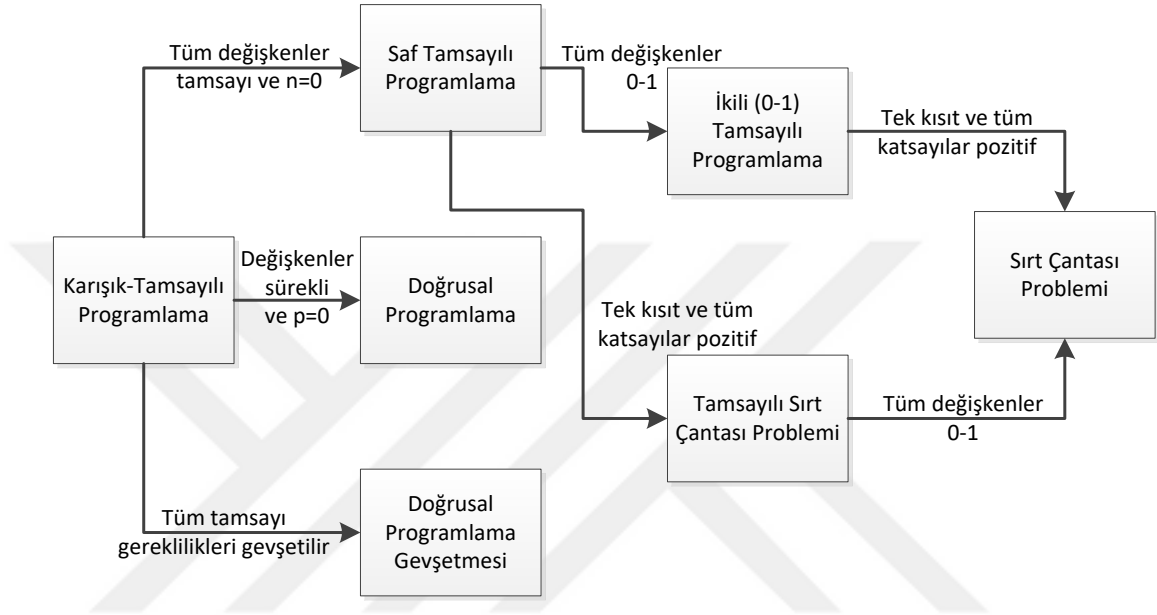 Tüm değişkenler
tamsayı ve n=0
Saf Tamsayılı
Programlama
Tüm değişkenler
0-1
İkili (0-1)
Tamsayılı
Programlama
Tek kısıt ve tüm
katsayılar pozitif
Sırt Çantası
Problemi
Karışık-Tamsayılı
Programlama
Değişkenler
sürekli
ve p=0
Doğrusal
Programlama
Tek kısıt ve tüm
katsayılar pozitif
Tamsayılı Sırt
Çantası Problemi
Tüm değişkenler
0-1
Tüm tamsayı
gereklilikleri gevşetilir
Doğrusal
Programlama
Gevşetmesi